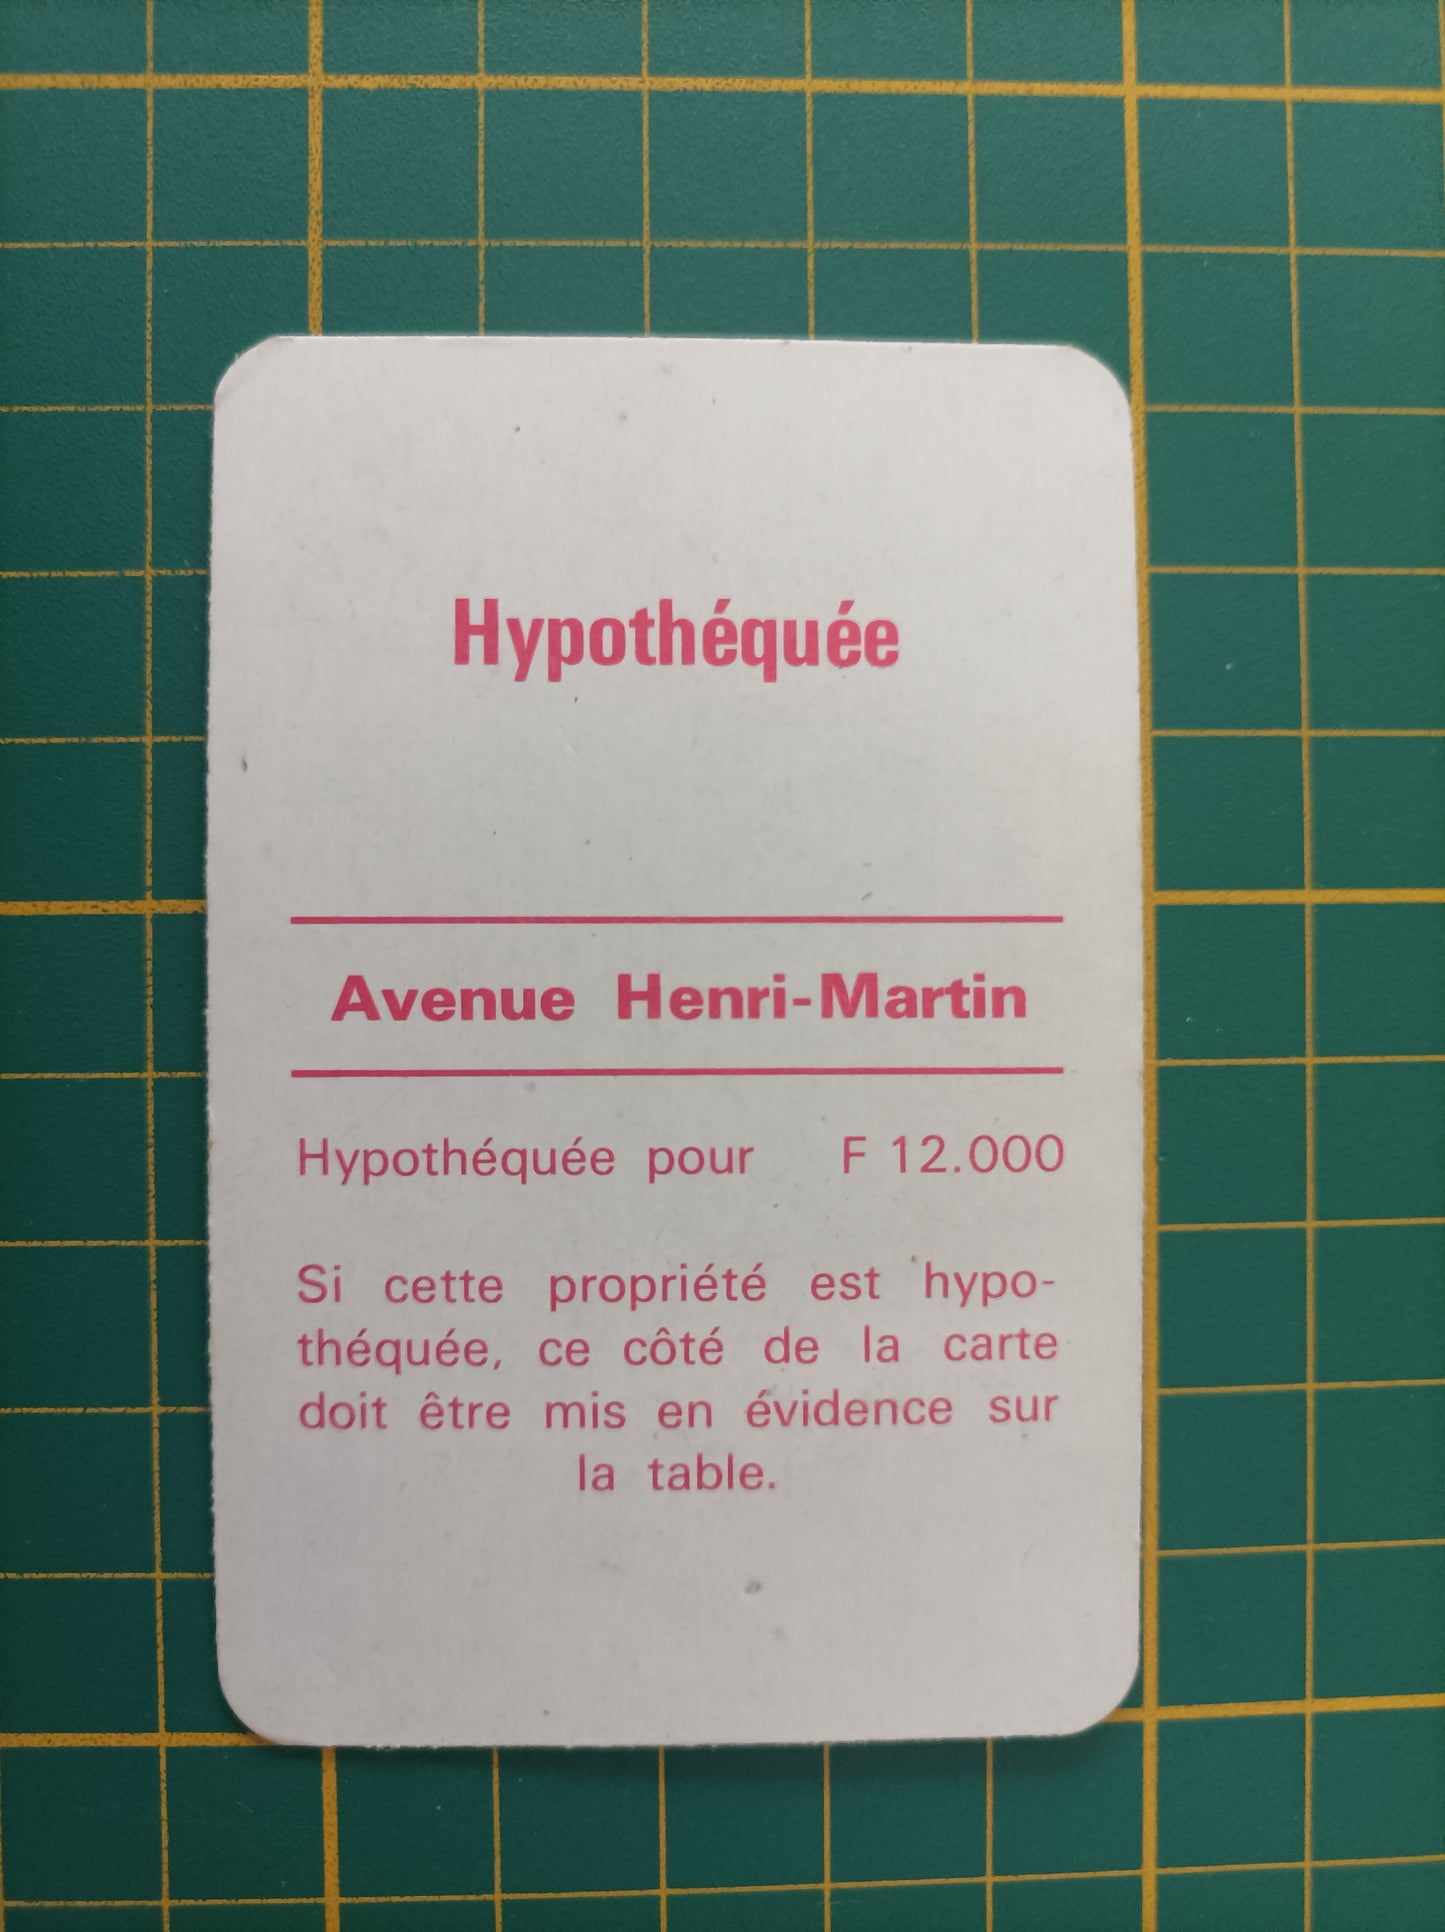 Hypothéquée
Avenue Henri-Martin
Hypothéquée pour F 12.000
Si cette propriété est hypo-
théquée, ce côté de la carte
doit être mis en évidence sur
la table.